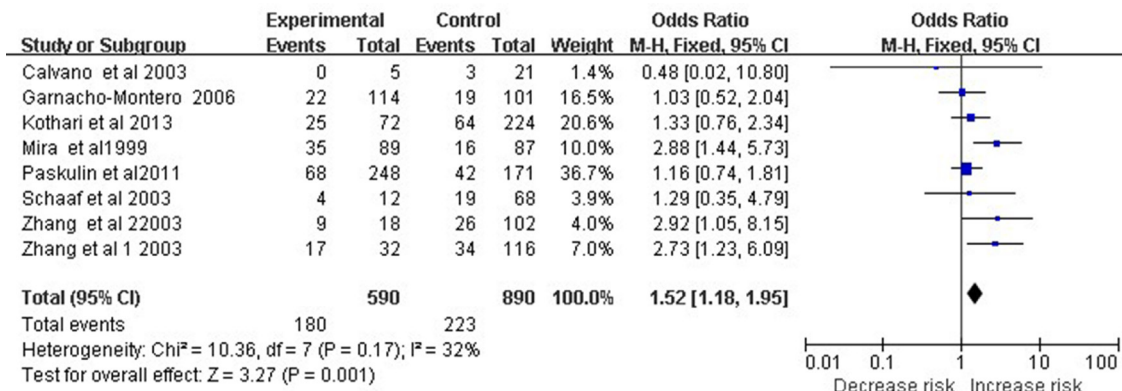 Experimental Control Odds Ratio Odds Ratio
Study or Subgroup Events Total Events Total Weight M-H, Fixed, 95% CI M-H, Fixed, 95% CI
Calvano et al 2003 0 5 3 21 1.4% 0.48 [0.02, 10.80]
Garnacho-Montero 2006 22 114 19 101 16.5% 1.03 [0.52, 2.04]
Kothari et al 2013 25 72 64 224 20.6% 1.33 [0.76, 2.34]
Mira et al1999 35 89 16 87 10.0% 2.88 [1.44, 5.73]
Paskulin et al2011 68 248 42 171 36.7% 1.16 [0.74, 1.81]
Schaaf et al 2003 4 12 19 68 3.9% 1.29 [0.35, 4.79]
Zhang et al 22003 9 18 26 102 4.0% 2.92 [1.05, 8.15]
Zhang et al 1 2003 17 32 34 116 7.0% 2.73 [1.23, 6.09]
Total (95% CI) 590 890 100.0% 1.52 [1.18, 1.95]
Total events 180 223
Heterogeneity: Chi² = 10.36, df = 7 (P = 0.17); I² = 32%
Test for overall effect: Z = 3.27 (P = 0.001)
0.01 0.1 1 10 100
Decrease risk Increase risk